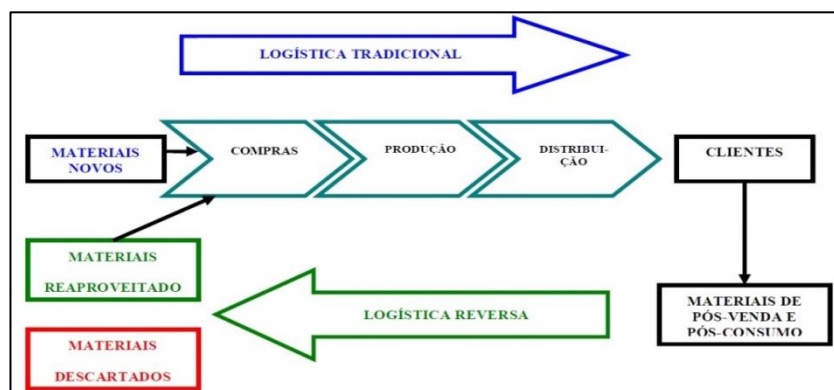 LOGÍSTICA TRADICIONAL
MATERIAIS
NOVOS
COMPRAS
PRODUÇÃO
DISTRIBUI-
ÇÃO
CLIENTES
MATERIAIS
REAPROVEITADO
LOGÍSTICA REVERSA
MATERIAIS DE
PÓS-VENDA E
PÓS-CONSUMO
MATERIAIS
DESCARTADOS